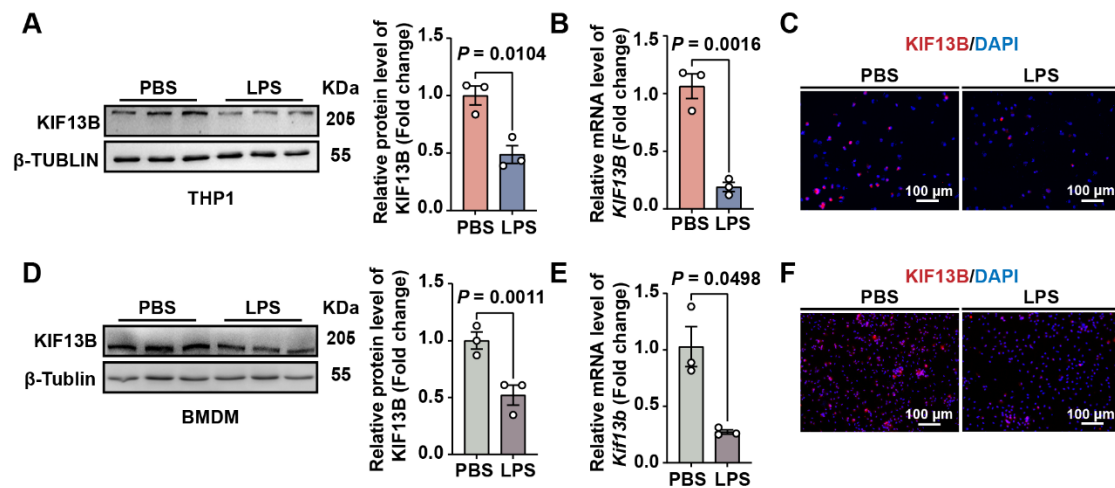 A
PBS LPS KDa
KIF13B 205
β-TUBLIN 55
THP1
Relative protein level of
KIF13B (Fold change)
P = 0.0104
1.5
1.0
0.5
0.0
PBS LPS
B
Relative mRNA level of
KIF13B (Fold change)
P = 0.0016
1.5
1.0
0.5
0.0
PBS LPS
C
KIF13B/DAPI
PBS LPS
100 μm 100 μm
D
PBS LPS KDa
KIF13B 205
β-Tublin 55
BMDM
Relative protein level of
KIF13B (Fold change)
P = 0.0011
1.5
1.0
0.5
0.0
PBS LPS
E
Relative mRNA level of
Kif13b (Fold change)
P = 0.0498
1.5
1.0
0.5
0.0
PBS LPS
F
KIF13B/DAPI
PBS LPS
100 μm 100 μm